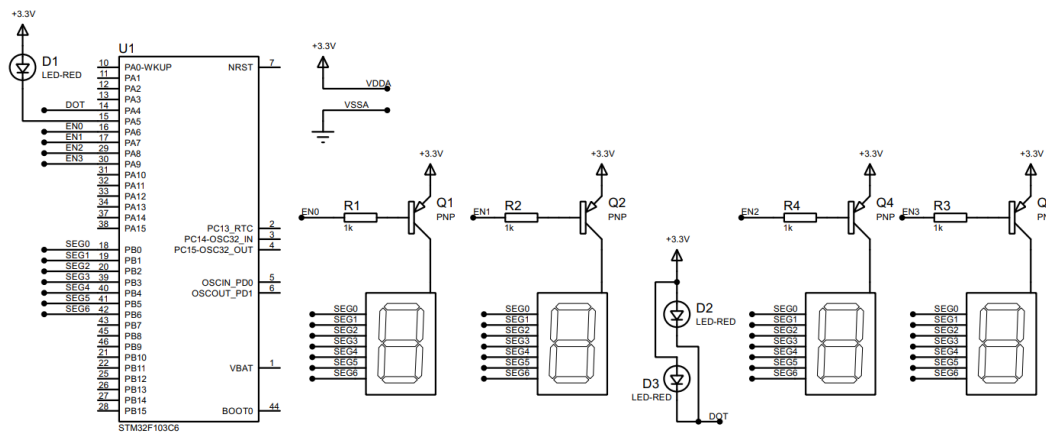 +3.3V
D1
LED-RED
U1
10 PA0-WKUP NRST 7
11 PA1
12 PA2
13 PA3
DOT 14 PA4
15 PA5
EN0 16 PA6
EN1 17 PA7
EN2 29 PA8
EN3 30 PA9
31 PA10
32 PA11
33 PA12
34 PA13
37 PA14
38 PA15
PC13_RTC 2
PC14-OSC32_IN 3
PC15-OSC32_OUT 4
SEG0 18 PB0
SEG1 19 PB1
SEG2 20 PB2
SEG3 39 PB3 OSCIN_PD0 5
SEG4 40 PB4 OSCOUT_PD1 6
SEG5 41 PB5
SEG6 42 PB6
43 PB7
45 PB8
46 PB9
21 PB10
22 PB11 VBAT 1
25 PB12
26 PB13
27 PB14
28 PB15 BOOT0 44
STM32F103C6
+3.3V
VDDA
VSSA
+3.3V
Q1
PNP
EN0
R1
1k
SEG0
SEG1
SEG2
SEG3
SEG4
SEG5
SEG6
+3.3V
Q2
PNP
EN1
R2
1k
SEG0
SEG1
SEG2
SEG3
SEG4
SEG5
SEG6
+3.3V
D2
LED-RED
D3
LED-RED
DOT
+3.3V
Q4
PNP
EN2
R4
1k
SEG0
SEG1
SEG2
SEG3
SEG4
SEG5
SEG6
+3.3V
EN3
R3
1k
SEG0
SEG1
SEG2
SEG3
SEG4
SEG5
SEG6